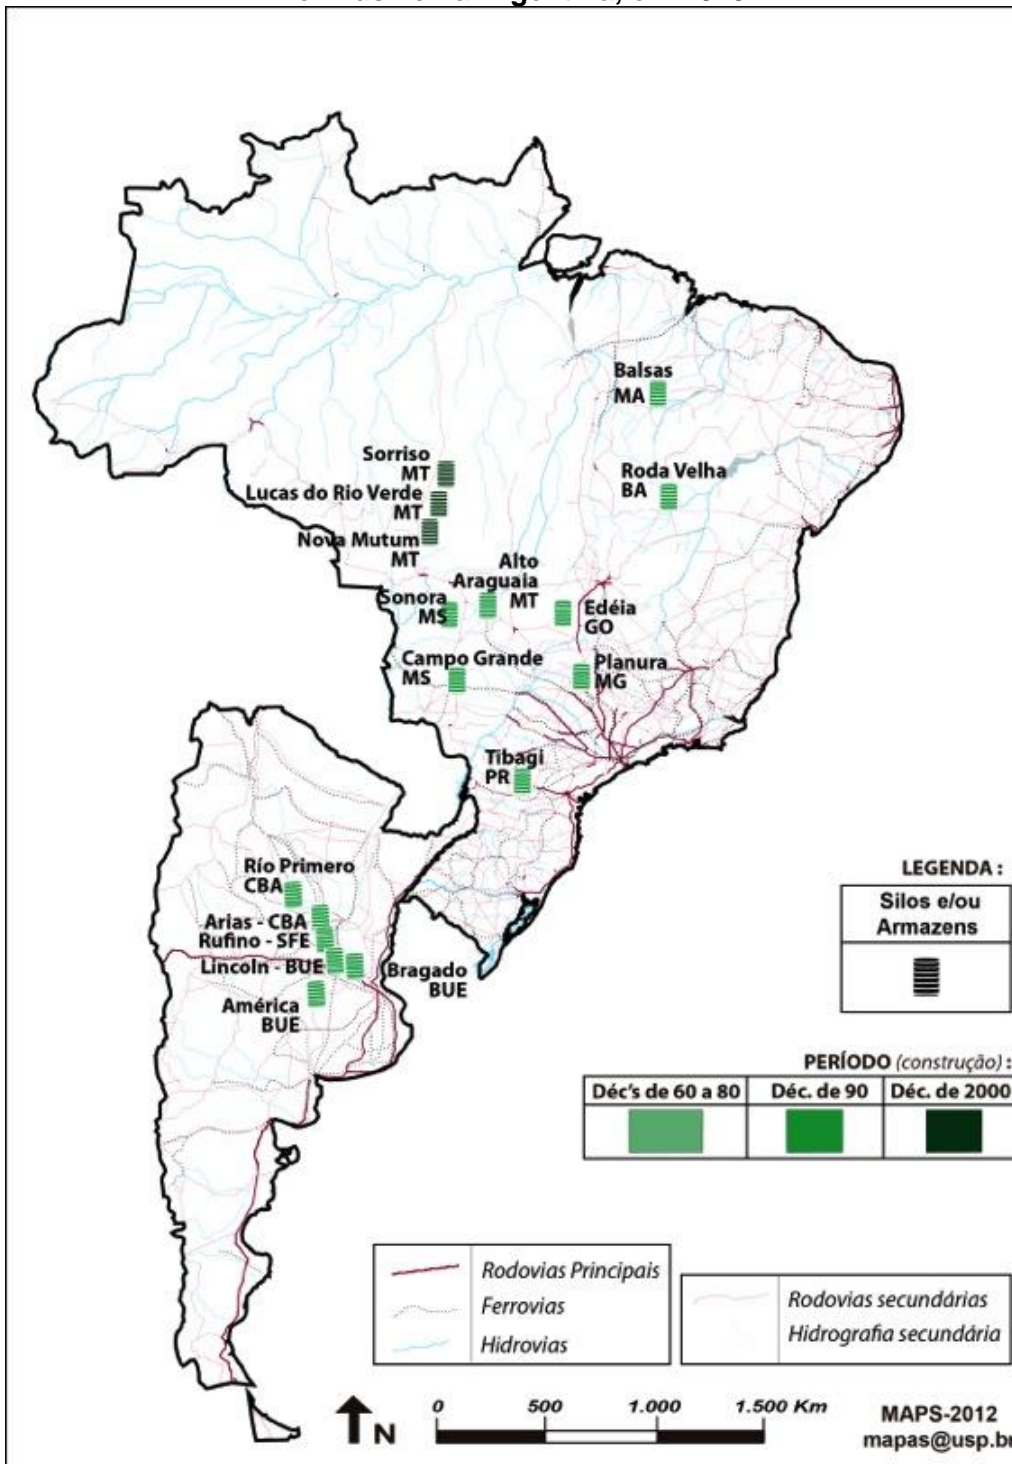 Balsas
MA
Sorriso
MT
Roda Velha
BA
Lucas do Rio Verde
MT
Nova Mutum
MT
Alto
Araguaia
MT
Sonora
MS
Edéia
GO
Campo Grande
MS
Planura
MG
Tibagi
PR
Río Primero
CBA
Arias - CBA
Rufino - SFE
Lincoln - BUE
Bragado
BUE
América
BUE
LEGENDA :
Silos e/ou
Armazens
PERÍODO (construção) :
Déc's de 60 a 80
Déc. de 90
Déc. de 2000
Rodovias Principais
Ferrovias
Hidrovias
Rodovias secundárias
Hidrografia secundária
N
0 500 1.000 1.500 Km
MAPS-2012
mapas@usp.br